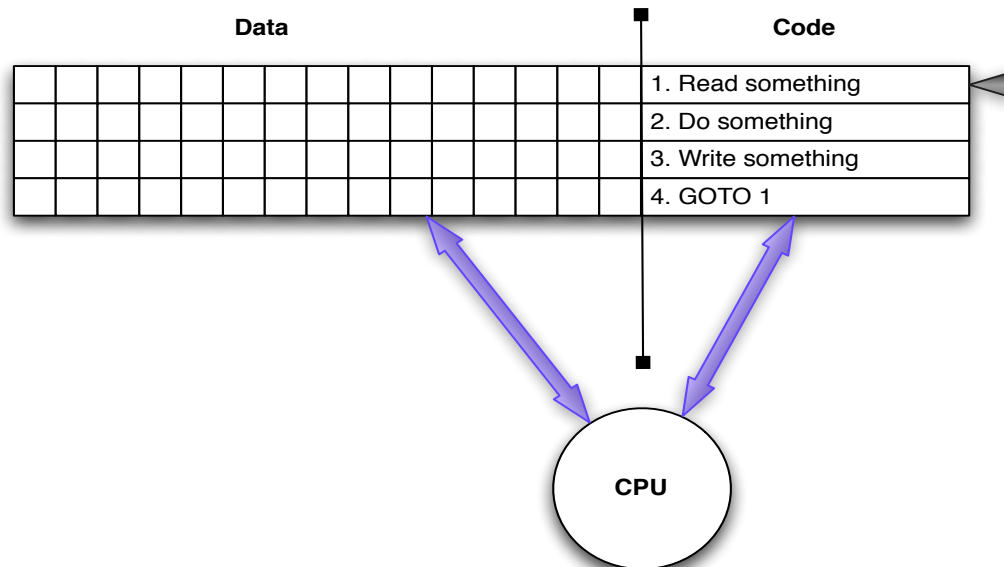 Data
Code
1. Read something
2. Do something
3. Write something
4. GOTO 1
CPU